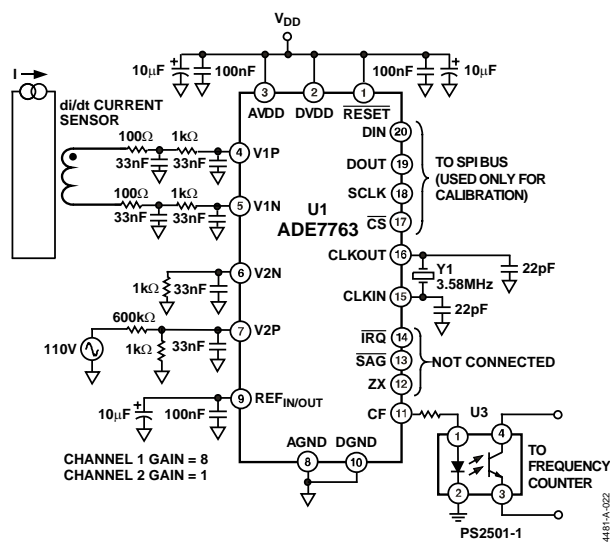 VDD
10µF 100nF 100nF 10µF
I
di/dt CURRENT
SENSOR
3 2 1
AVDD DVDD RESET
U1
ADE7763
100Ω 1kΩ
33nF 33nF
4 V1P
100Ω 1kΩ
33nF 33nF
5 V1N
1kΩ 33nF
6 V2N
600kΩ
110V
1kΩ 33nF
7 V2P
10µF 100nF
9 REFIN/OUT
AGND DGND
8 10
DIN 20
DOUT 19
SCLK 18
CS 17
TO SPI BUS
(USED ONLY FOR
CALIBRATION)
CLKOUT 16
Y1
3.58MHz
22pF
CLKIN 15
22pF
IRQ 14
SAG 13
ZX 12
NOT CONNECTED
CF 11
U3
1 4
2 3
TO
FREQUENCY
COUNTER
PS2501-1
CHANNEL 1 GAIN = 8
CHANNEL 2 GAIN = 1
4481-A-022